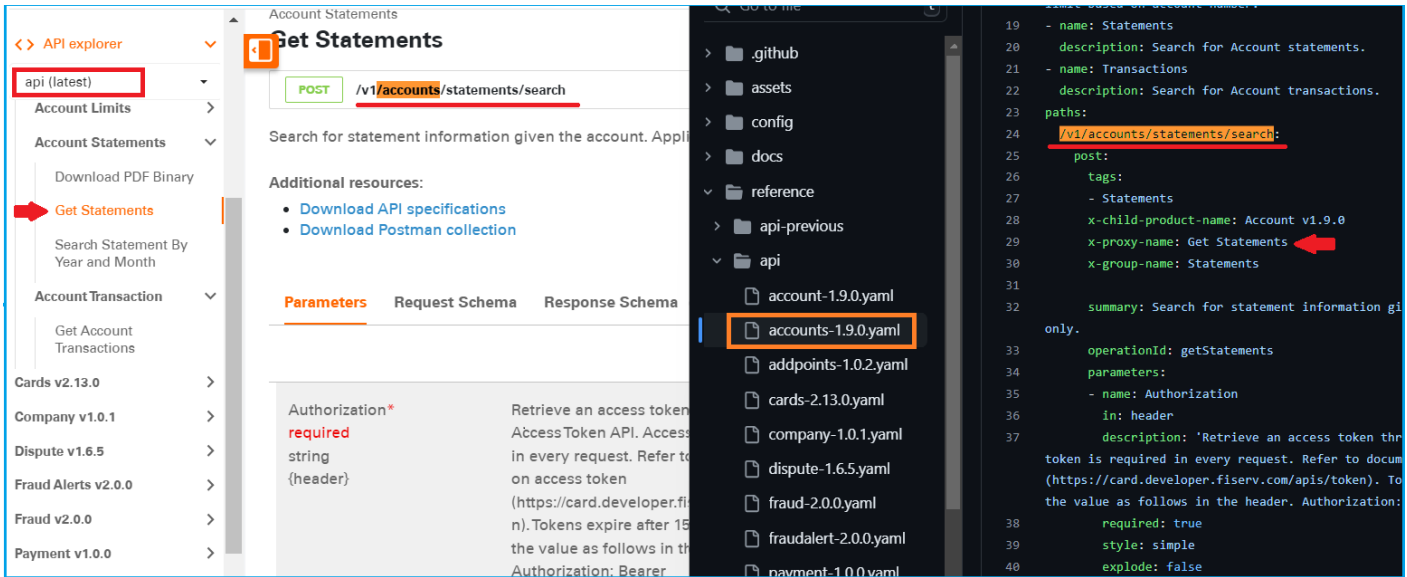 <> API explorer
api (latest)
Account Limits
Account Statements
Download PDF Binary
Get Statements
Search Statement By
Year and Month
Account Transaction
Get Account
Transactions
Cards v2.13.0
Company v1.0.1
Dispute v1.6.5
Fraud Alerts v2.0.0
Fraud v2.0.0
Payment v1.0.0
Account Statements
Get Statements
POST /v1/accounts/statements/search
Search for statement information given the account. Appli
Additional resources:
• Download API specifications
• Download Postman collection
Parameters Request Schema Response Schema
Authorization*
required
string
{header}
Retrieve an access token
Access Token API. Access
in every request. Refer to
on access token
(https://card.developer.fi
n). Tokens expire after 15
the value as follows in th
Authorization: Bearer
Go to file
.github
assets
config
docs
reference
api-previous
api
account-1.9.0.yaml
accounts-1.9.0.yaml
addpoints-1.0.2.yaml
cards-2.13.0.yaml
company-1.0.1.yaml
dispute-1.6.5.yaml
fraud-2.0.0.yaml
fraudalert-2.0.0.yaml
payment-1.0.0.yaml
limit based on account number.
19 - name: Statements
20 description: Search for Account statements.
21 - name: Transactions
22 description: Search for Account transactions.
23 paths:
24 /v1/accounts/statements/search:
25 post:
26 tags:
27 - Statements
28 x-child-product-name: Account v1.9.0
29 x-proxy-name: Get Statements
30 x-group-name: Statements
31
32 summary: Search for statement information gi
only.
33 operationId: getStatements
34 parameters:
35 - name: Authorization
36 in: header
37 description: 'Retrieve an access token thr
token is required in every request. Refer to docum
(https://card.developer.fiserv.com/apis/token). To
the value as follows in the header. Authorization:
38 required: true
39 style: simple
40 explode: false